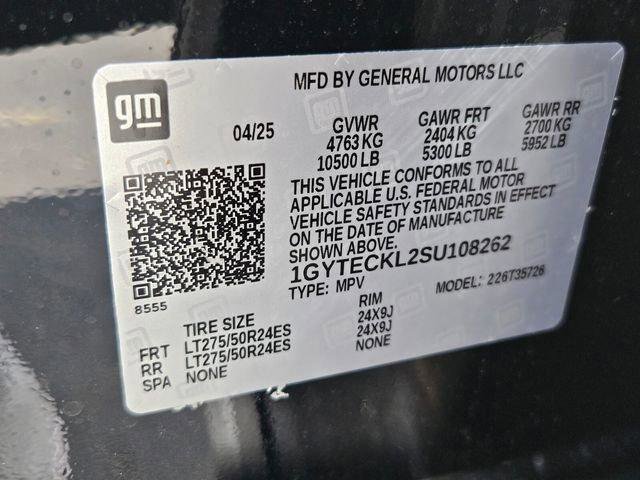 MFD BY GENERAL MOTORS LLC
gm
04/25 GVWR GAWR FRT GAWR RR
4763 KG 2404 KG 2700 KG
10500 LB 5300 LB 5952 LB
THIS VEHICLE CONFORMS TO ALL
APPLICABLE U.S. FEDERAL MOTOR
VEHICLE SAFETY STANDARDS IN EFFECT
ON THE DATE OF MANUFACTURE
SHOWN ABOVE.
1GYTECKL2SU108262
TYPE: MPV MODEL: 226T35726
8555
TIRE SIZE RIM
FRT LT275/50R24ES 24X9J
RR LT275/50R24ES 24X9J
SPA NONE NONE